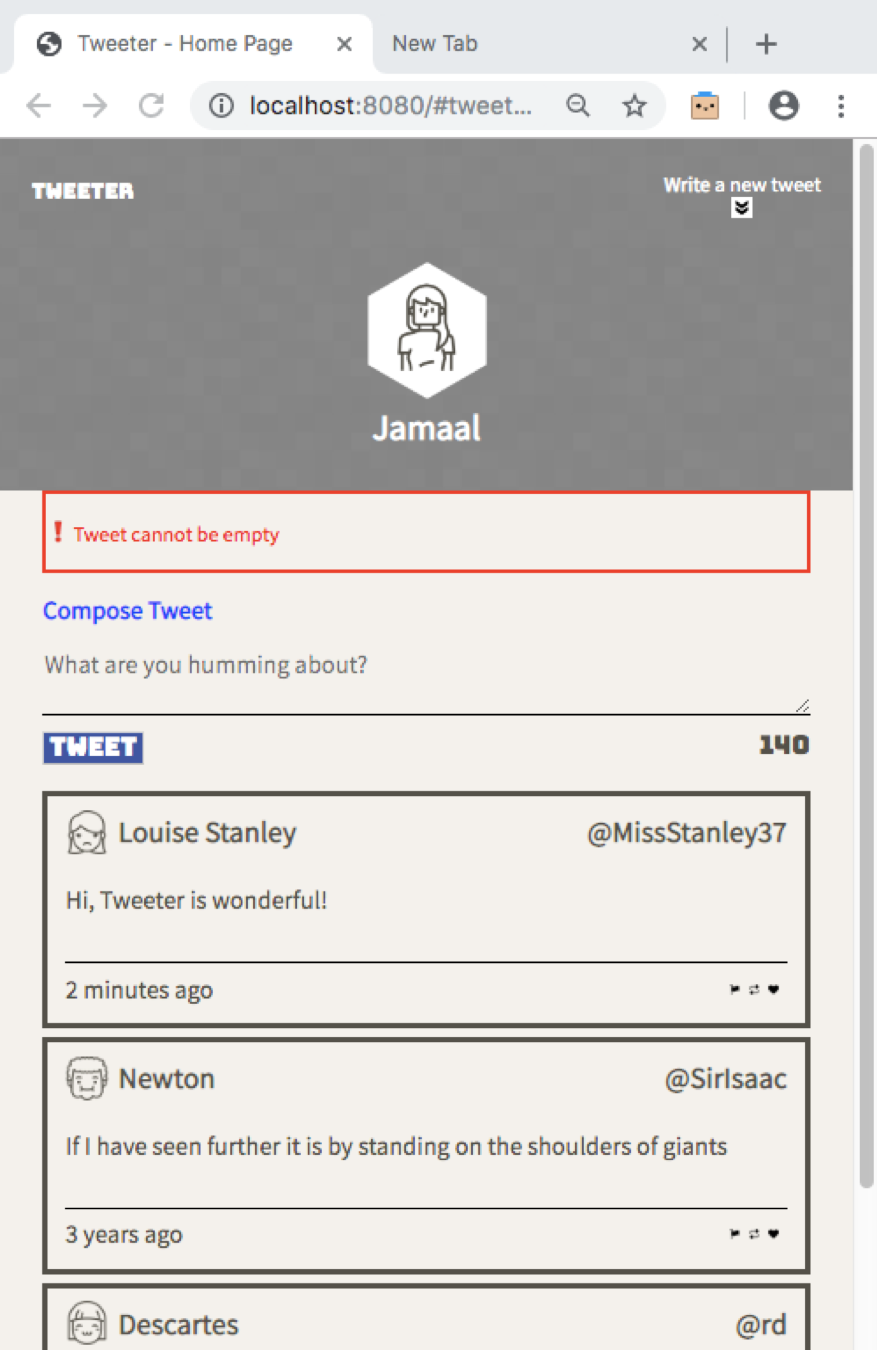 Tweeter - Home Page
New Tab
localhost:8080/#tweet...
TWEETER
Write a new tweet
Jamaal
! Tweet cannot be empty
Compose Tweet
What are you humming about?
TWEET 140
Louise Stanley @MissStanley37
Hi, Tweeter is wonderful!
2 minutes ago
Newton @SirIsaac
If I have seen further it is by standing on the shoulders of giants
3 years ago
Descartes @rd